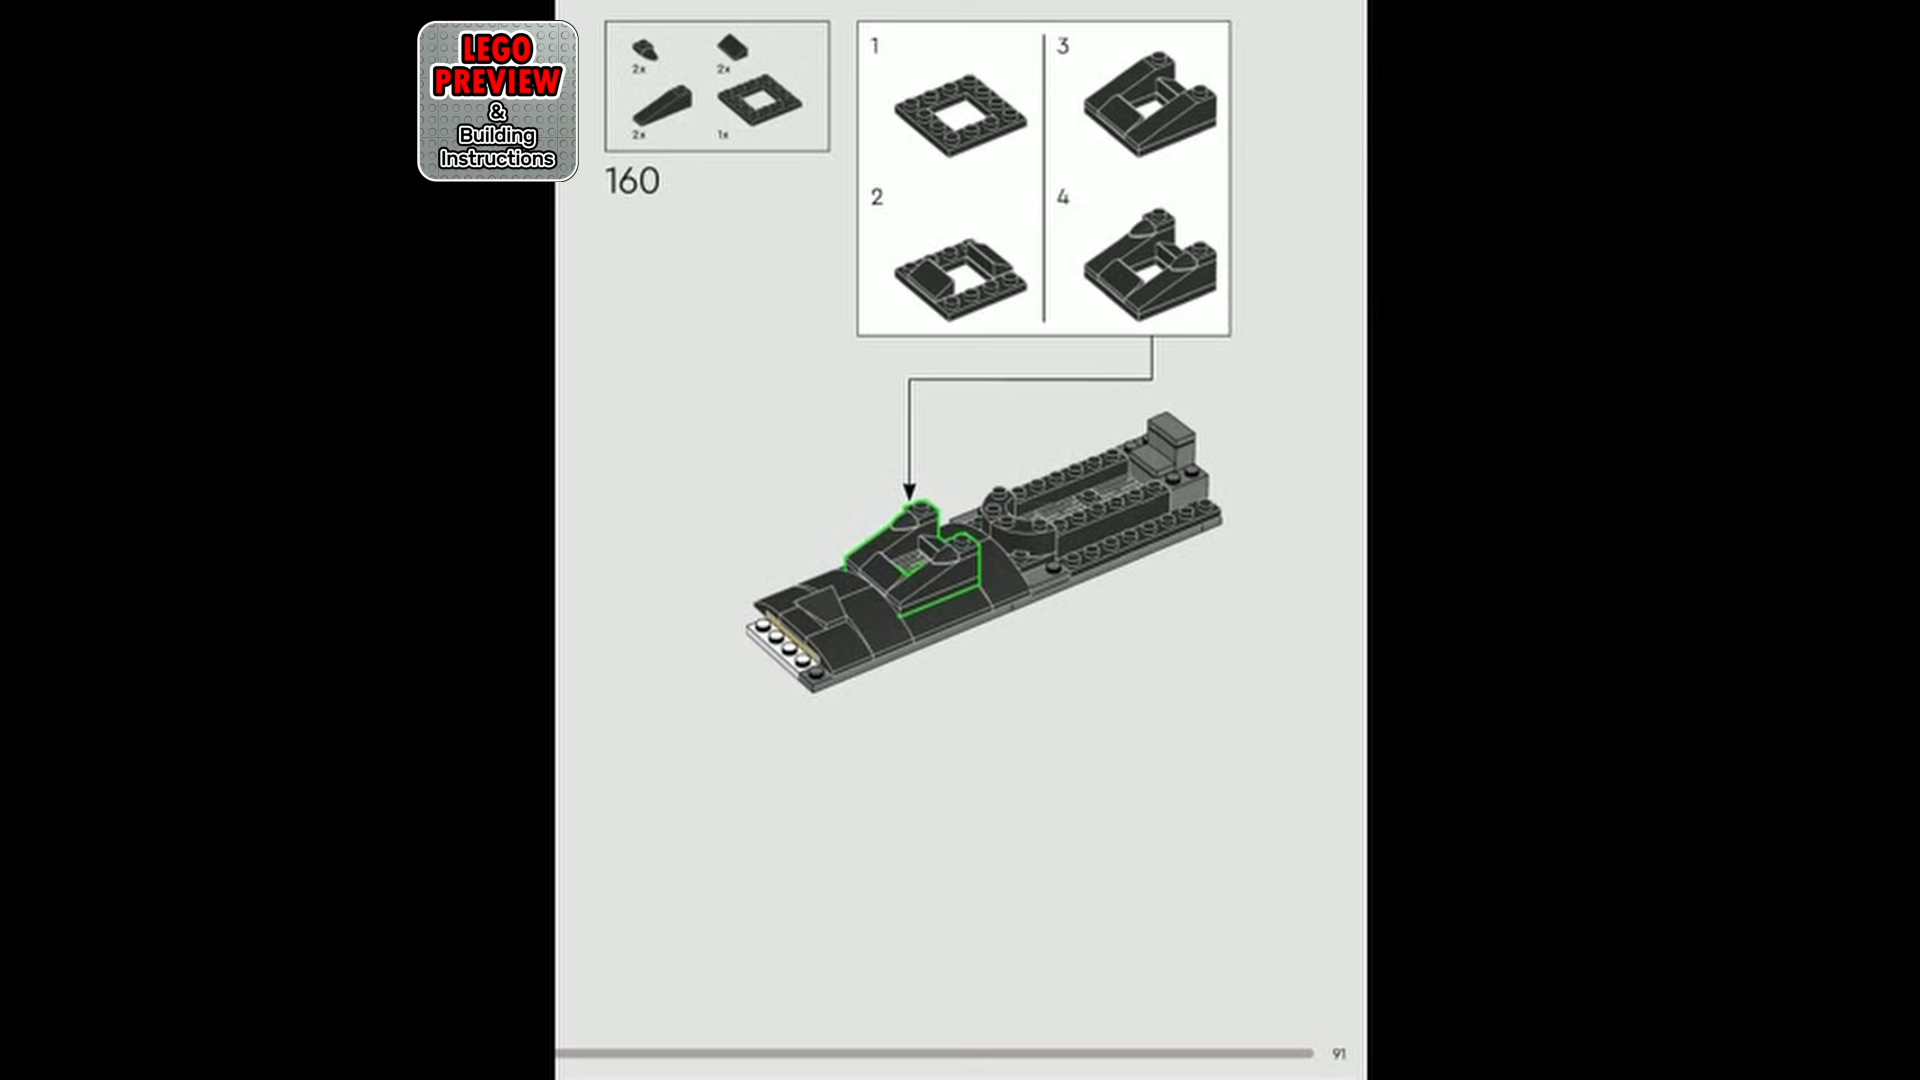 LEGO
PREVIEW
&
Building
Instructions
2x
2x
2x
1x
160
1
3
2
4
91